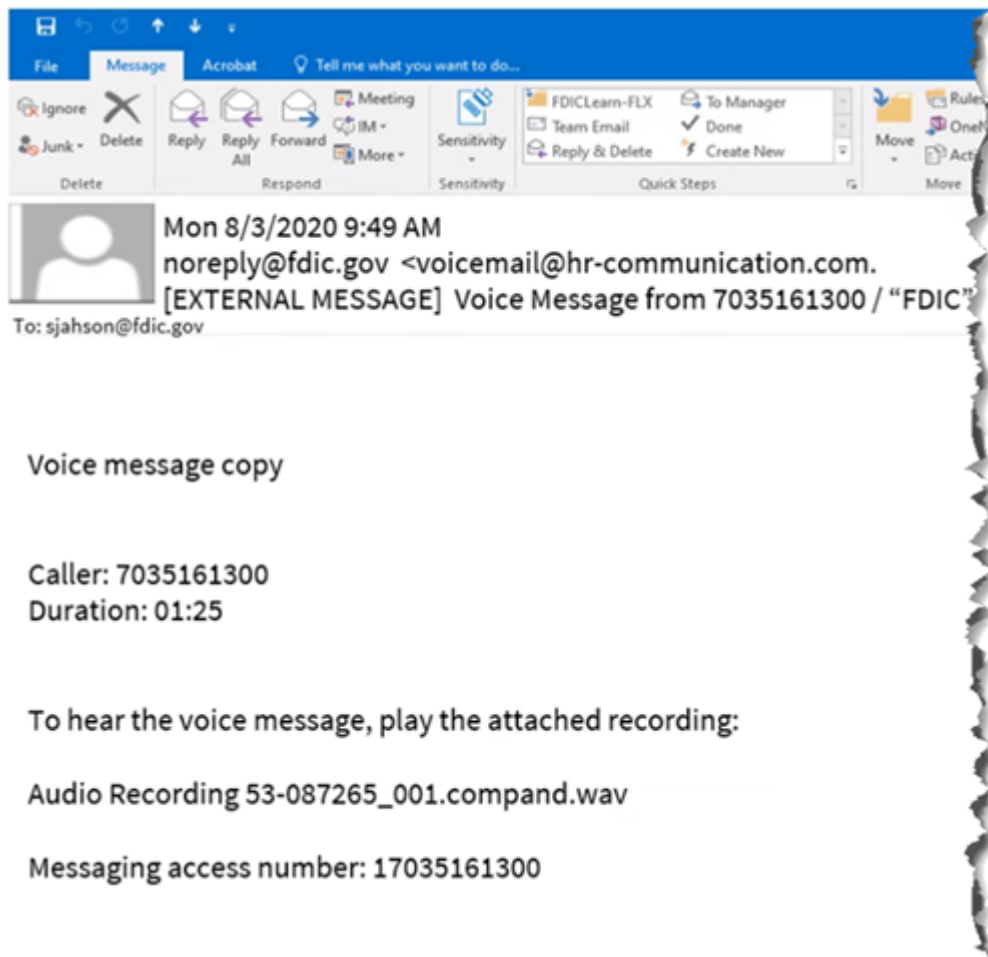 File Message Acrobat Tell me what you want to do...
Ignore
Junk
Delete
Reply
Reply All
Forward
Meeting
IM
More
Sensitivity
FDICLearn-FLX
To Manager
Team Email
Done
Reply & Delete
Create New
Move
Rules
Delete Respond Sensitivity Quick Steps Move
Mon 8/3/2020 9:49 AM
noreply@fdic.gov <voicemail@hr-communication.com.
[EXTERNAL MESSAGE] Voice Message from 7035161300 / “FDIC”
To: sjahson@fdic.gov
Voice message copy
Caller: 7035161300
Duration: 01:25
To hear the voice message, play the attached recording:
Audio Recording 53-087265_001.compand.wav
Messaging access number: 17035161300